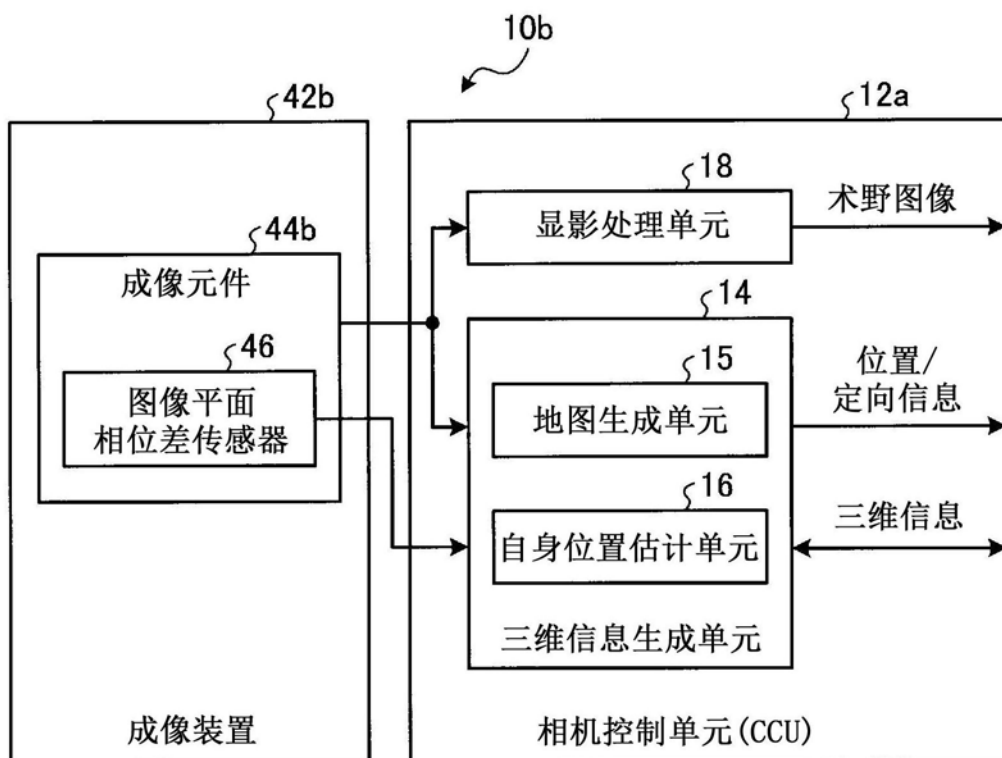 10b
42b
12a
18
显影处理单元
术野图像
44b
成像元件
14
46
图像平面
相位差传感器
15
地图生成单元
位置/
定向信息
16
自身位置估计单元
三维信息
三维信息生成单元
成像装置
相机控制单元(CCU)